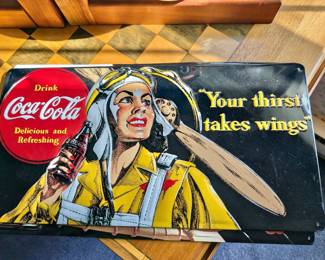 Drink
Coca-Cola
Delicious and
Refreshing
"Your thirst
takes wings"